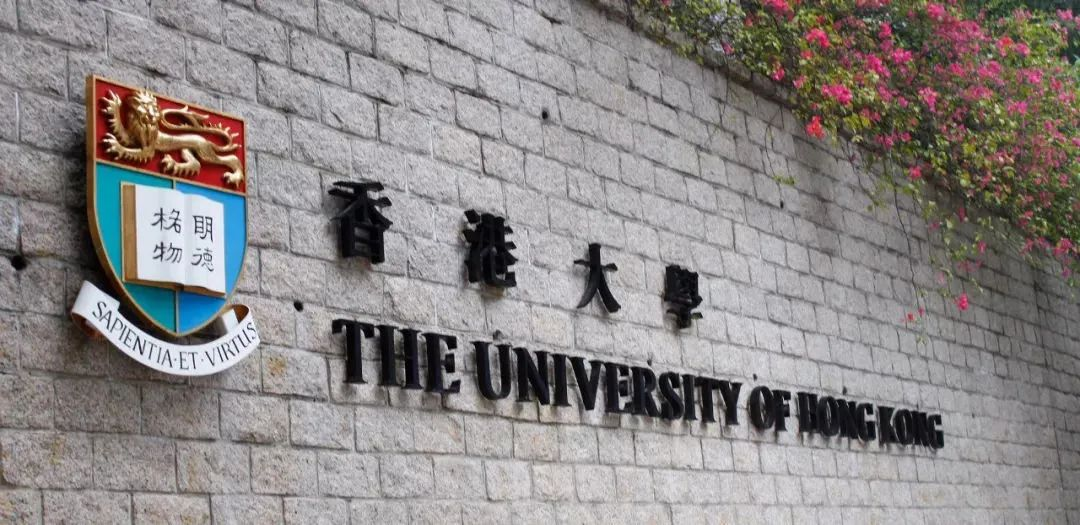 明德
格物
SAPIENTIA·ET·VIRTUS
香港大學
THE UNIVERSITY OF HONG KONG